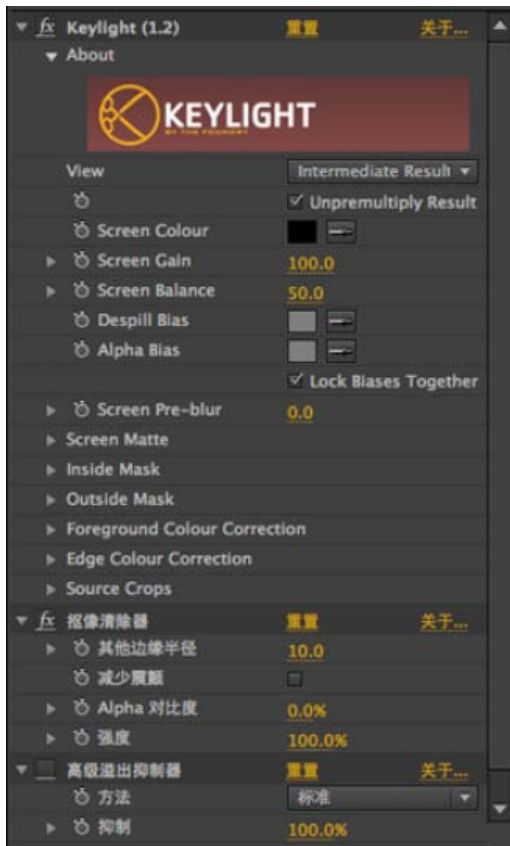 fx Keylight (1.2) 重置 关于...
About
KEYLIGHT
BY THE FOUNDRY
View Intermediate Result
Unpremultiply Result
Screen Colour
Screen Gain 100.0
Screen Balance 50.0
Despill Bias
Alpha Bias
Lock Biases Together
Screen Pre-blur 0.0
Screen Matte
Inside Mask
Outside Mask
Foreground Colour Correction
Edge Colour Correction
Source Crops
fx 抠像清除器 重置 关于...
其他边缘半径 10.0
减少震颤
Alpha 对比度 0.0%
强度 100.0%
高级溢出抑制器 重置 关于...
方法 标准
抑制 100.0%